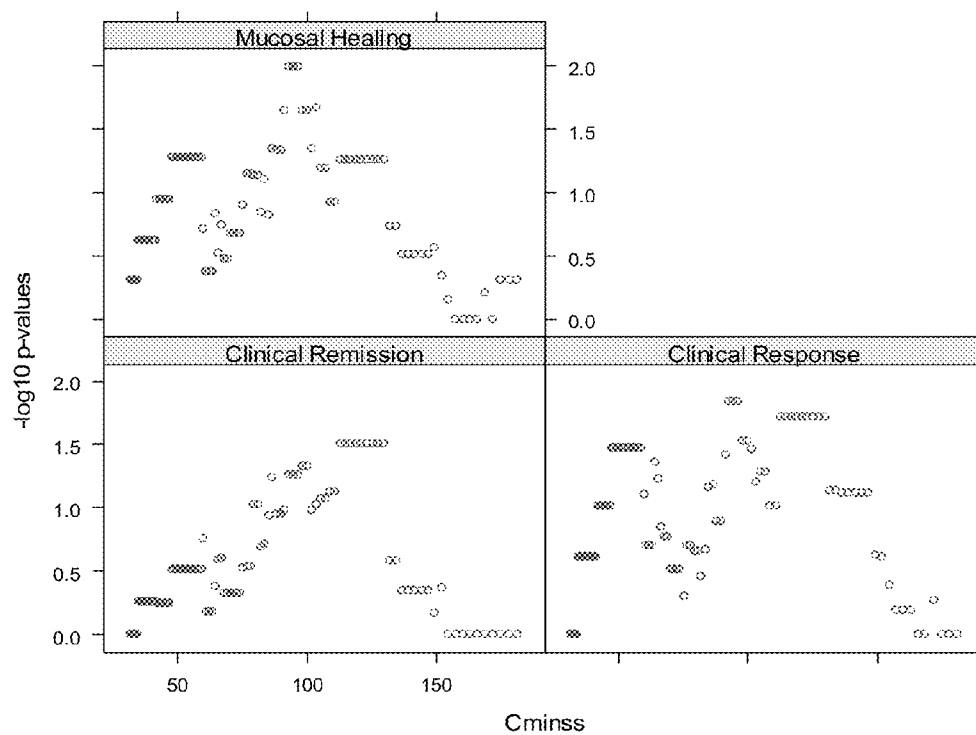 Mucosal Healing
2.0
1.5
1.0
0.5
0.0
Clinical Remission
Clinical Response
2.0
1.5
1.0
0.5
0.0
-log10 p-values
50
100
150
Cminss